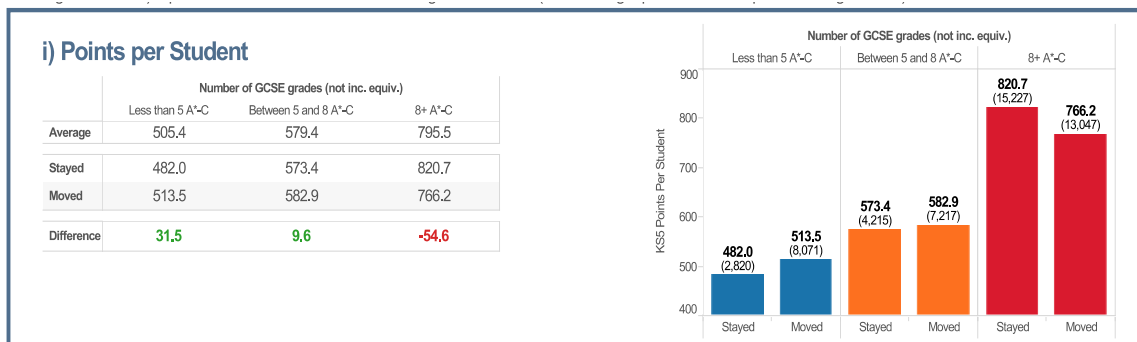 i) Points per Student
Number of GCSE grades (not inc. equiv.)
Less than 5 A*-C Between 5 and 8 A*-C 8+ A*-C
Average 505.4 579.4 795.5
Stayed 482.0 573.4 820.7
Moved 513.5 582.9 766.2
Difference 31.5 9.6 -54.6
Number of GCSE grades (not inc. equiv.)
Less than 5 A*-C Between 5 and 8 A*-C 8+ A*-C
KS5 Points Per Student
900
800
700
600
500
400
482.0
(2,820)
513.5
(8,071)
573.4
(4,215)
582.9
(7,217)
820.7
(15,227)
766.2
(13,047)
Stayed Moved Stayed Moved Stayed Moved